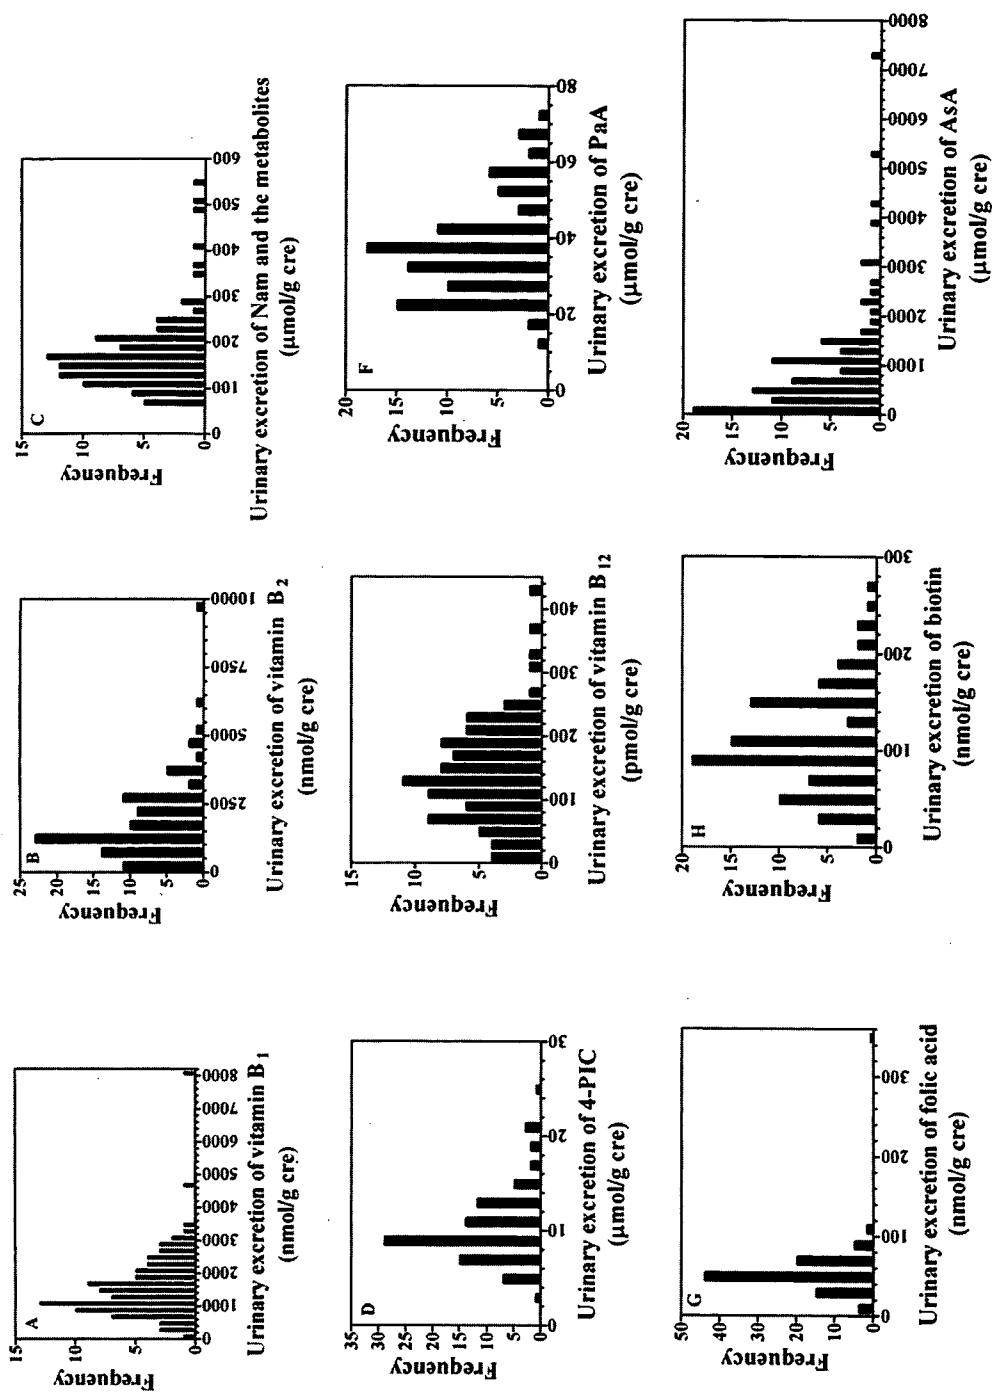 A
Frequency
15
10
5
0
0
1000
2000
3000
4000
5000
6000
7000
8000
Urinary excretion of vitamin B1
(nmol/g cre)
B
Frequency
25
20
15
10
5
0
0
2500
5000
7500
10000
Urinary excretion of vitamin B2
(nmol/g cre)
C
Frequency
15
10
5
0
0
100
200
300
400
500
600
Urinary excretion of Nam and the metabolites
(μmol/g cre)
D
Frequency
35
30
25
20
15
10
5
0
0
10
20
30
Urinary excretion of 4-PIC
(μmol/g cre)
Frequency
15
10
5
0
0
100
200
300
400
Urinary excretion of vitamin B12
(pmol/g cre)
F
Frequency
20
15
10
5
0
0
20
40
60
80
Urinary excretion of PaA
(μmol/g cre)
G
Frequency
50
40
30
20
10
0
0
100
200
300
Urinary excretion of folic acid
(nmol/g cre)
H
Frequency
20
15
10
5
0
0
100
200
300
Urinary excretion of biotin
(nmol/g cre)
Frequency
20
15
10
5
0
0
1000
2000
3000
4000
5000
6000
7000
8000
Urinary excretion of AsA
(μmol/g cre)